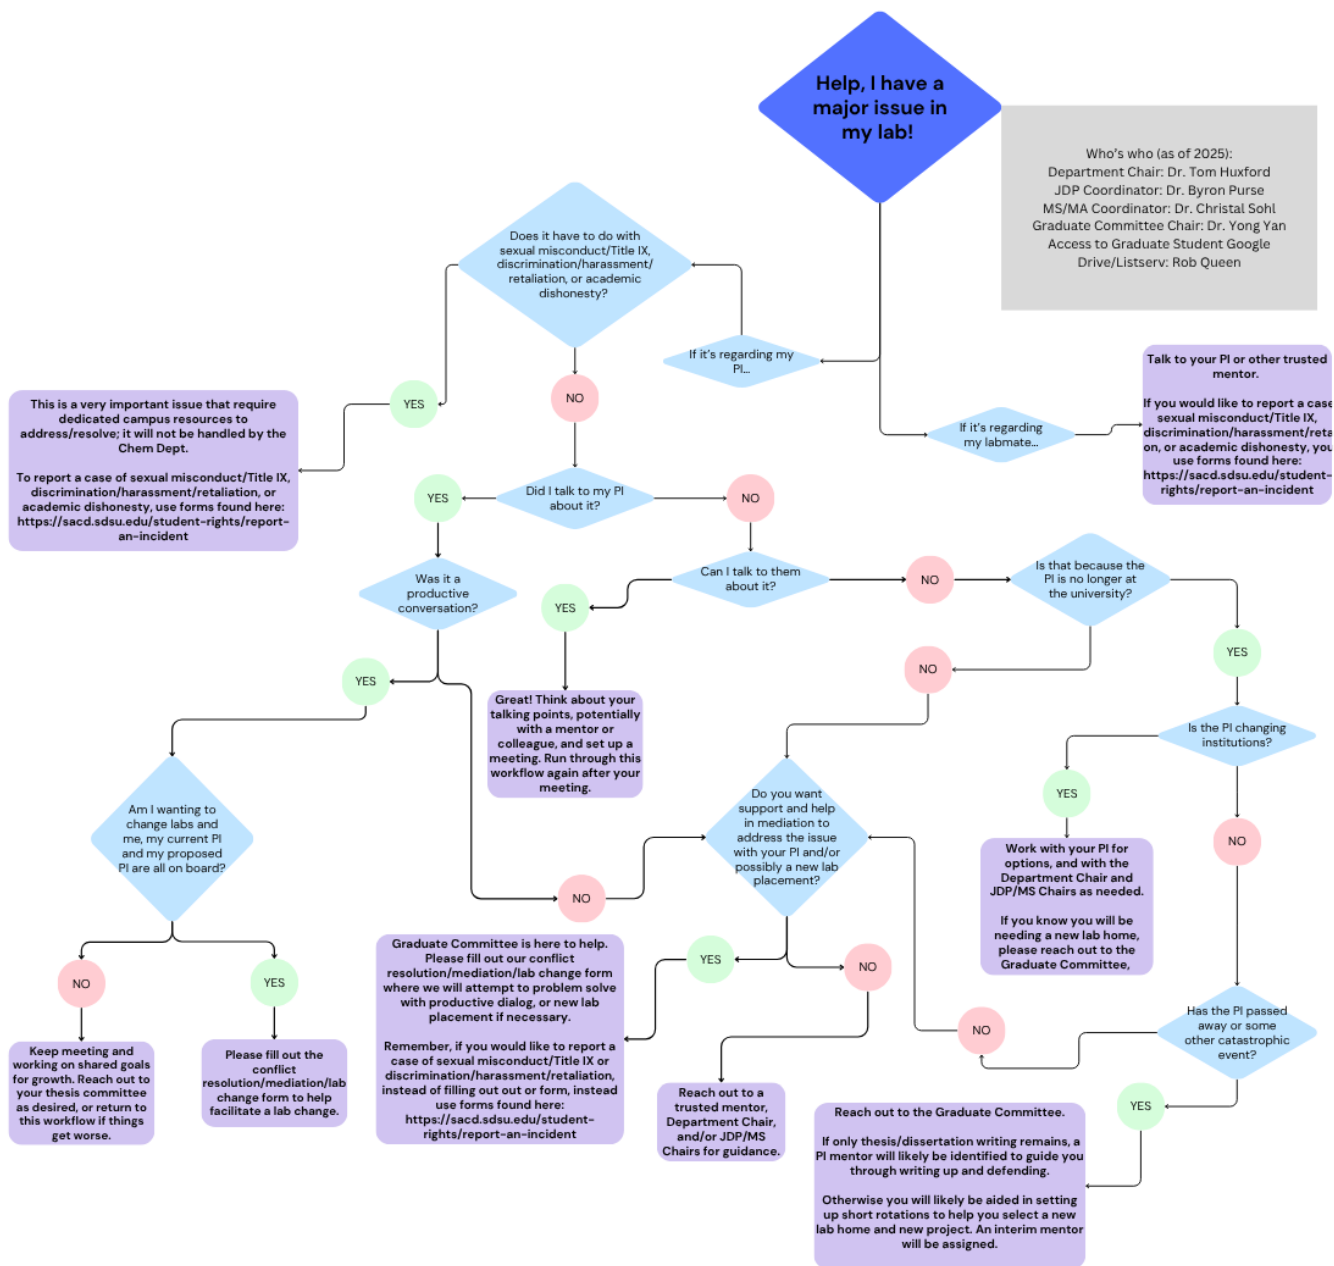 Help, I have a
major issue in
my lab!
Who's who (as of 2025):
Department Chair: Dr. Tom Huxford
JDP Coordinator: Dr. Byron Purse
MS/MA Coordinator: Dr. Christal Sohl
Graduate Committee Chair: Dr. Yong Yan
Access to Graduate Student Google
Drive/Listserv: Rob Queen
Does it have to do with
sexual misconduct/Title IX,
discrimination/harassment/
retaliation, or academic
dishonesty?
If it's regarding my
PI...
If it's regarding
my labmate...
Talk to your PI or other trusted
mentor.
If you would like to report a case
sexual misconduct/Title IX,
discrimination/harassment/reta
on, or academic dishonesty, you
use forms found here:
https://sacd.sdsu.edu/student-
rights/report-an-incident
YES
NO
This is a very important issue that require
dedicated campus resources to
address/resolve; it will not be handled by the
Chem Dept.
To report a case of sexual misconduct/Title IX,
discrimination/harassment/retaliation, or
academic dishonesty, use forms found here:
https://sacd.sdsu.edu/student-rights/report-
an-incident
YES
Did I talk to my PI
about it?
NO
Was it a
productive
conversation?
Can I talk to them
about it?
YES
NO
Is that because the
PI is no longer at
the university?
YES
NO
YES
Great! Think about your
talking points, potentially
with a mentor or
colleague, and set up a
meeting. Run through this
workflow again after your
meeting.
Is the PI changing
institutions?
YES
NO
Am I wanting to
change labs and
me, my current PI
and my proposed
PI are all on board?
Do you want
support and help
in mediation to
address the issue
with your PI and/or
possibly a new lab
placement?
Work with your PI for
options, and with the
Department Chair and
JDP/MS Chairs as needed.
If you know you will be
needing a new lab home,
please reach out to the
Graduate Committee,
NO
NO
YES
Graduate Committee is here to help.
Please fill out our conflict
resolution/mediation/lab change form
where we will attempt to problem solve
with productive dialog, or new lab
placement if necessary.
Remember, if you would like to report a
case of sexual misconduct/Title IX or
discrimination/harassment/retaliation,
instead of filling out out or form, instead
use forms found here:
https://sacd.sdsu.edu/student-
rights/report-an-incident
YES
NO
NO
Has the PI passed
away or some
other catastrophic
event?
Keep meeting and
working on shared goals
for growth. Reach out to
your thesis committee
as desired, or return to
this workflow if things
get worse.
Please fill out the
conflict
resolution/mediation/lab
change form to help
facilitate a lab change.
Reach out to a
trusted mentor,
Department Chair,
and/or JDP/MS
Chairs for guidance.
YES
Reach out to the Graduate Committee.
If only thesis/dissertation writing remains, a
PI mentor will likely be identified to guide you
through writing up and defending.
Otherwise you will likely be aided in setting
up short rotations to help you select a new
lab home and new project. An interim mentor
will be assigned.